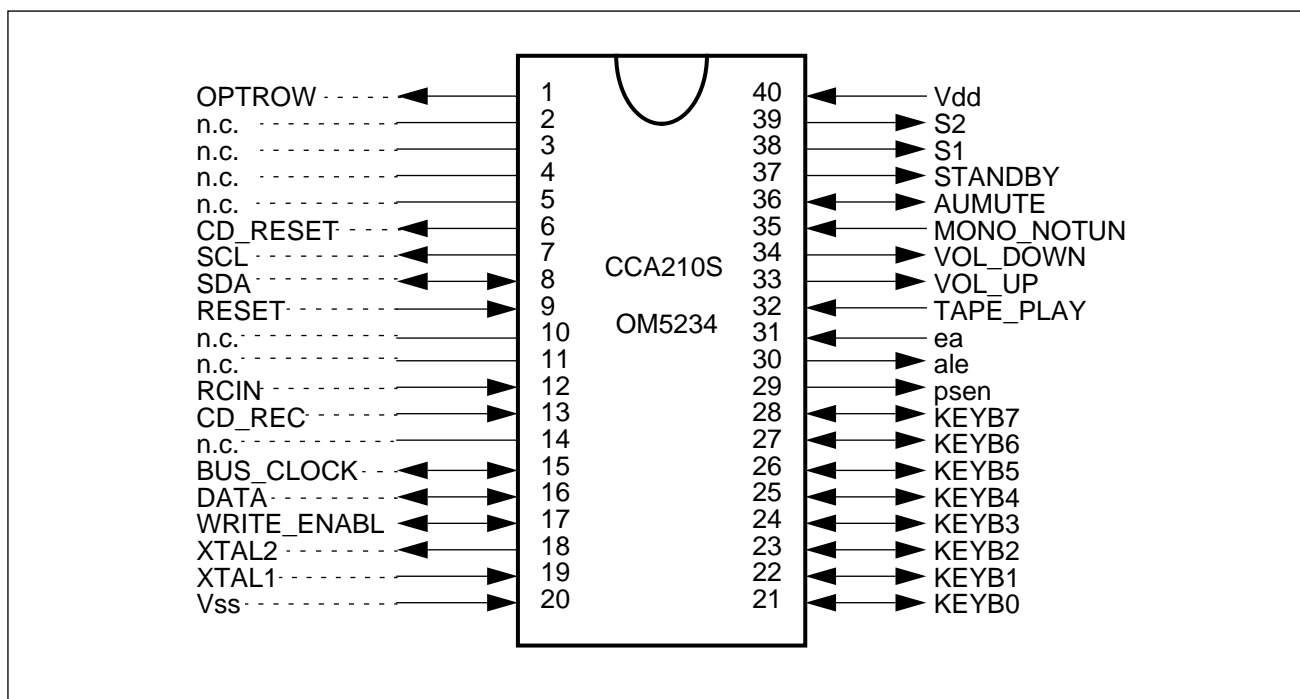 OPTROW 1 40 Vdd
n.c. 2 39 S2
n.c. 3 38 S1
n.c. 4 37 STANDBY
n.c. 5 36 AUMUTE
CD_RESET 6 35 MONO_NOTUN
SCL 7 34 VOL_DOWN
SDA 8 CCA210S 33 VOL_UP
RESET 9 OM5234 32 TAPE_PLAY
n.c. 10 31 ea
n.c. 11 30 ale
RCIN 12 29 psen
CD_REC 13 28 KEYB7
n.c. 14 27 KEYB6
BUS_CLOCK 15 26 KEYB5
DATA 16 25 KEYB4
WRITE_ENABL 17 24 KEYB3
XTAL2 18 23 KEYB2
XTAL1 19 22 KEYB1
Vss 20 21 KEYB0